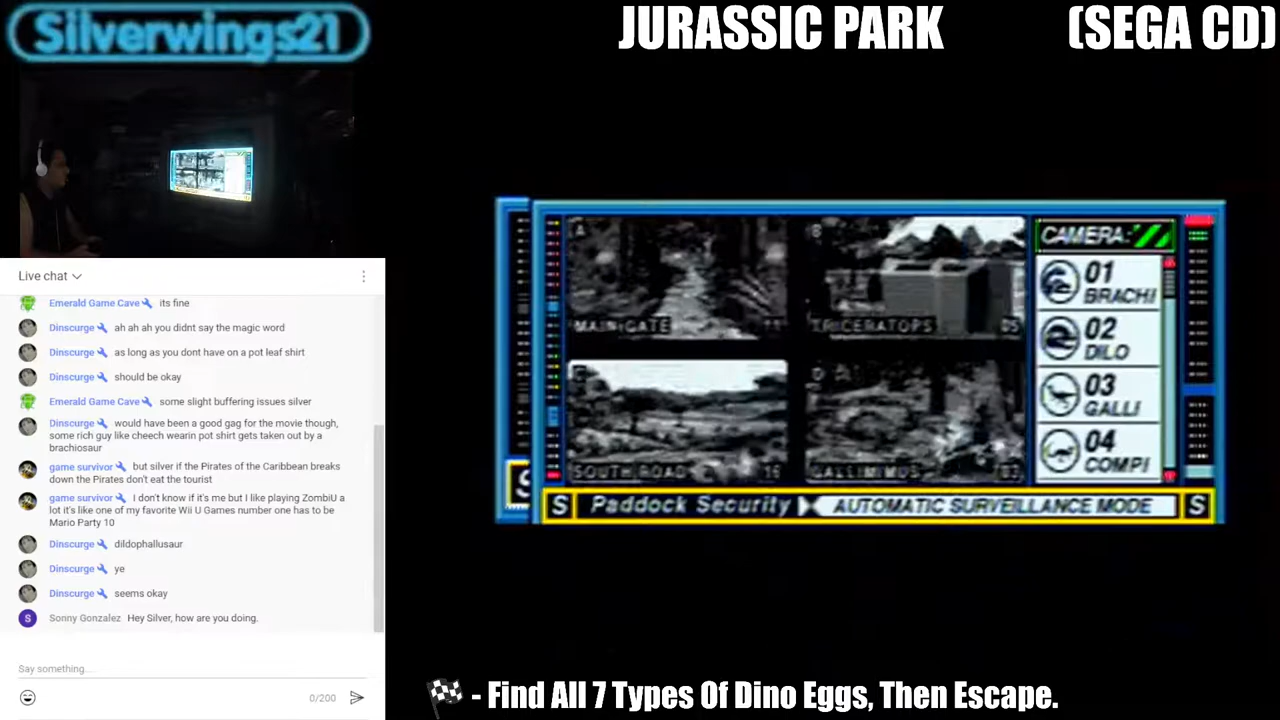 Silverwings21
JURASSIC PARK (SEGA CD)
Live chat
Emerald Game Cave its fine
Dinscurge ah ah ah you didnt say the magic word
Dinscurge as long as you dont have on a pot leaf shirt
Dinscurge should be okay
Emerald Game Cave some slight buffering issues silver
Dinscurge would have been a good gag for the movie though,
some rich guy like cheech wearin pot shirt gets taken out by a
brachiosaur
game survivor but silver if the Pirates of the Caribbean breaks
down the Pirates don't eat the tourist
game survivor I don't know if it's me but I like playing ZombiU a
lot it's like one of my favorite Wii U Games number one has to be
Mario Party 10
Dinscurge dildophallusaur
Dinscurge ye
Dinscurge seems okay
S Sonny Gonzalez Hey Silver, how are you doing.
Say something...
0/200
A
MAIN GATE 11
B
TRICERATOPS 05
SOUTH ROAD 16
D
GALLIMIMUS 03
CAMERA:
01
BRACHI
02
DILO
03
GALLI
04
COMPI
S
S Paddock Security AUTOMATIC SURVEILLANCE MODE S
- Find All 7 Types Of Dino Eggs, Then Escape.